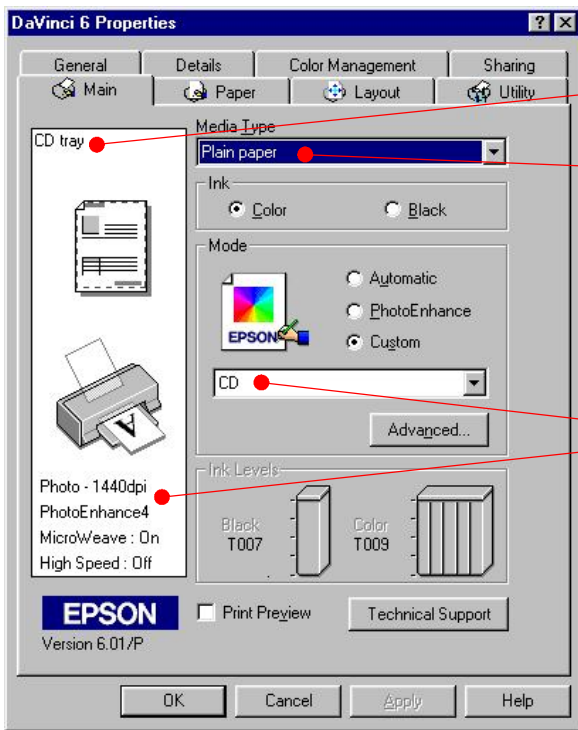 DaVinci 6 Properties
General Details Color Management Sharing
Main Paper Layout Utility
CD tray
Media Type
Plain paper
Ink
Color Black
Mode
Automatic
PhotoEnhance
Custom
EPSON
CD
Advanced...
Photo - 1440dpi
PhotoEnhance4
MicroWeave : On
High Speed : Off
Ink Levels
Black
T007
Color
T009
EPSON
Version 6.01/P
Print Preview
Technical Support
OK Cancel Apply Help